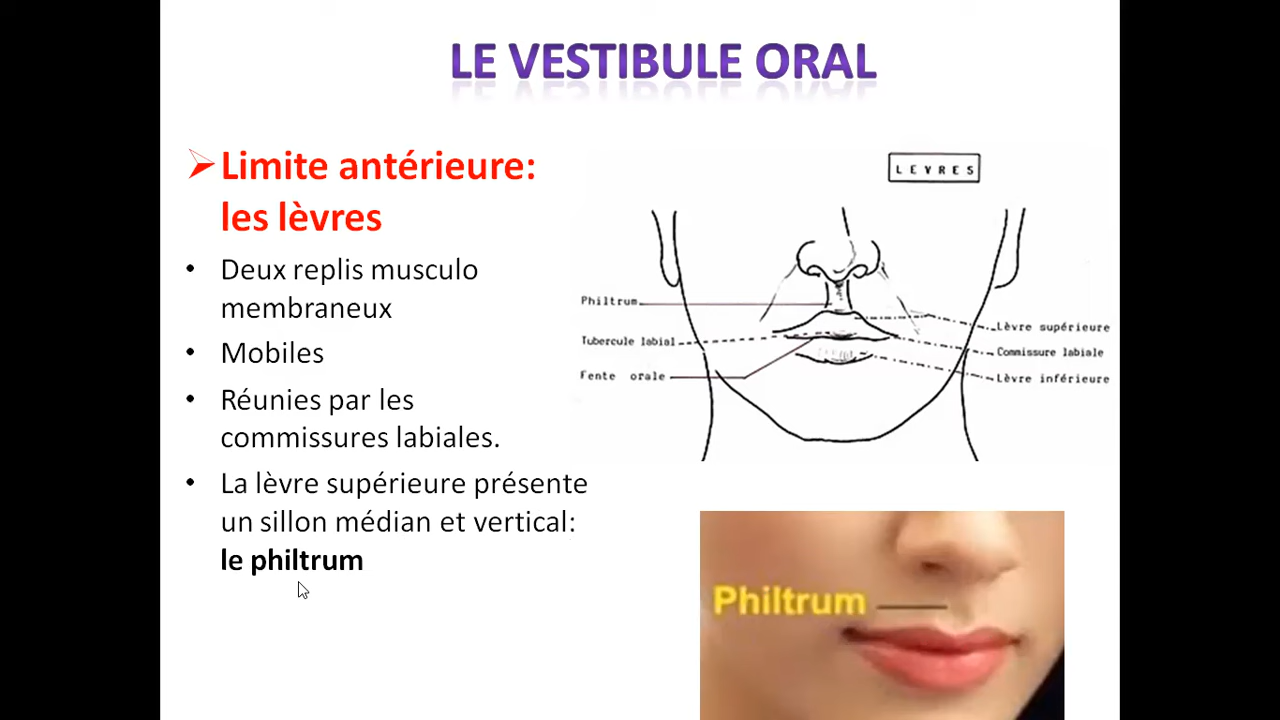 LE VESTIBULE ORAL
Limite antérieure:
les lèvres
• Deux replis musculo
membraneux
• Mobiles
• Réunies par les
commissures labiales.
• La lèvre supérieure présente
un sillon médian et vertical:
le philtrum
LEVRES
Philtrum
Tubercule labial
Fente orale
Lèvre supérieure
Commissure labiale
Lèvre inférieure
Philtrum